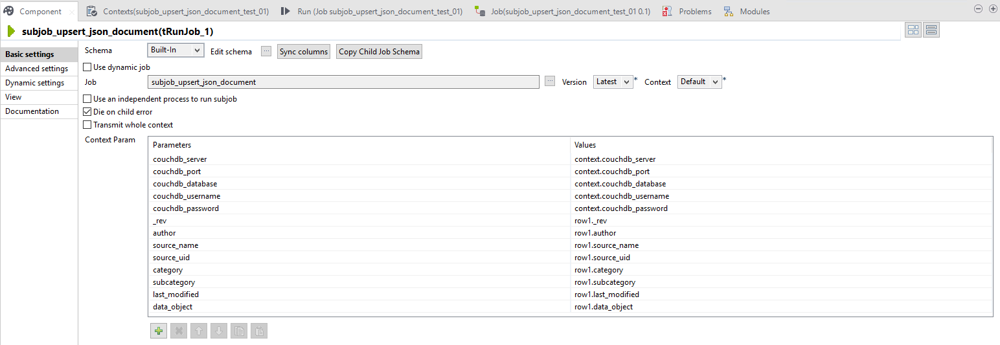 Component Contexts(subjob_upsert_json_document_test_01) Run (Job subjob_upsert_json_document_test_01) Job(subjob_upsert_json_document_test_01 0.1) Problems Modules
subjob_upsert_json_document(tRunJob_1)
Basic settings
Advanced settings
Dynamic settings
View
Documentation
Schema Built-In Edit schema ... Sync columns Copy Child Job Schema
Use dynamic job
Job subjob_upsert_json_document ... Version Latest * Context Default *
Use an independent process to run subjob
Die on child error
Transmit whole context
Context Param
Parameters Values
couchdb_server context.couchdb_server
couchdb_port context.couchdb_port
couchdb_database context.couchdb_database
couchdb_username context.couchdb_username
couchdb_password context.couchdb_password
_rev row1._rev
author row1.author
source_name row1.source_name
source_uid row1.source_uid
category row1.category
subcategory row1.subcategory
last_modified row1.last_modified
data_object row1.data_object